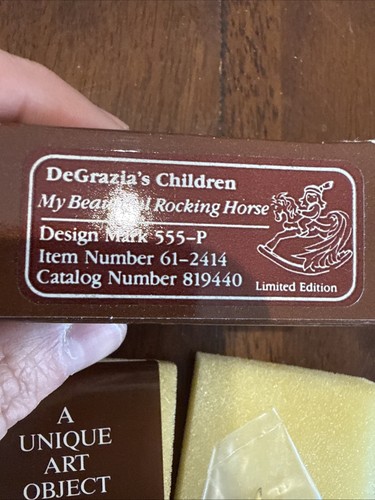 DeGrazia's Children
My Beautiful Rocking Horse
Design Mark 555-P
Item Number 61-2414
Catalog Number 819440
Limited Edition
A
UNIQUE
ART
OBJECT